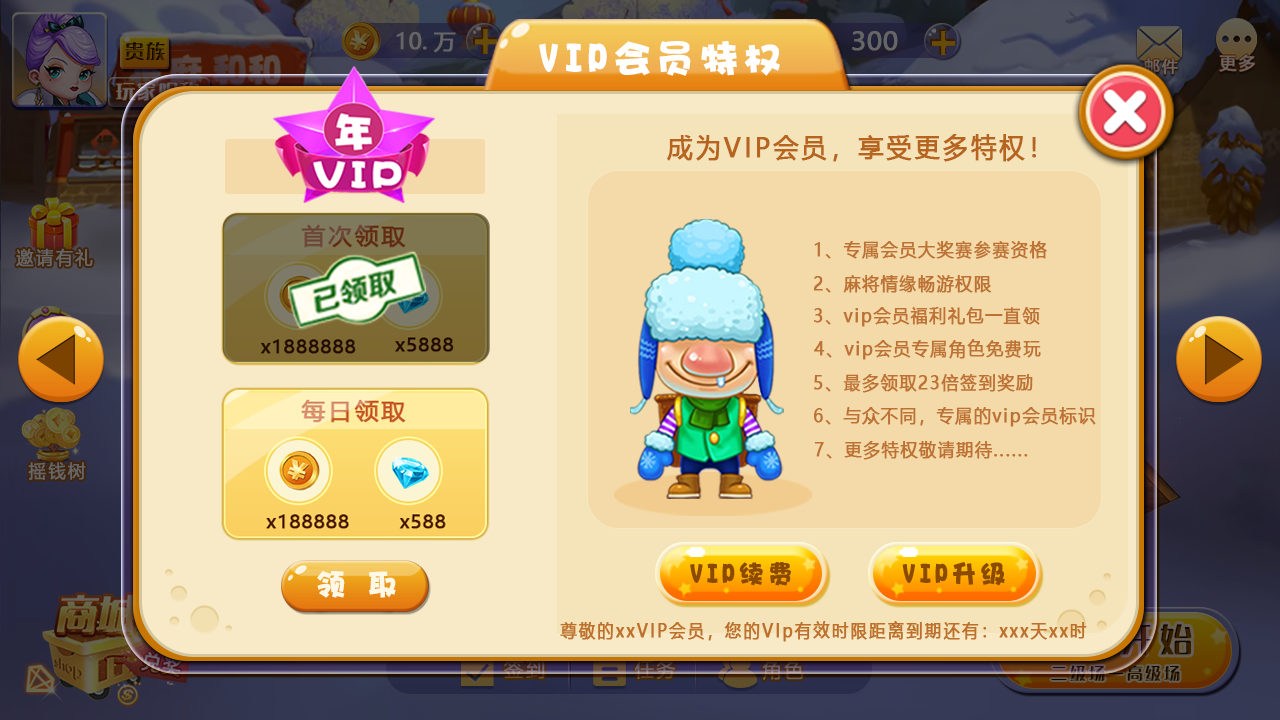 贵族
10.万
300
邮件
更多
VIP会员特权
年
VIP
成为VIP会员，享受更多特权！
首次领取
已领取
x1888888
x5888
每日领取
x188888
x588
领 取
1、专属会员大奖赛参赛资格
2、麻将情缘畅游权限
3、vip会员福利礼包一直领
4、vip会员专属角色免费玩
5、最多领取23倍签到奖励
6、与众不同，专属的vip会员标识
7、更多特权敬请期待......
VIP续费
VIP升级
尊敬的xxVIP会员，您的VIp有效时限距离到期还有：xxx天xx时
邀请有礼
摇钱树
商城
shop
兑奖
签到
任务
角色
开始
二级场—高级场